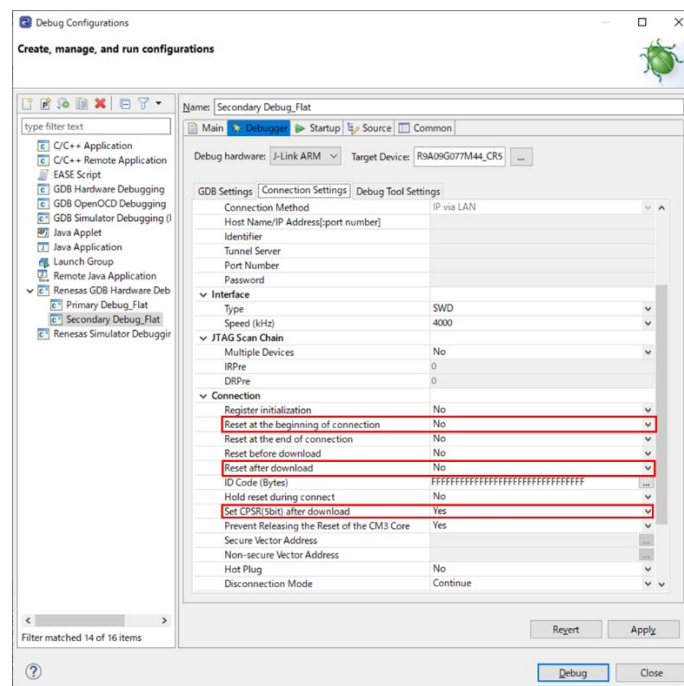 Debug Configurations
Create, manage, and run configurations
type filter text
C/C++ Application
C/C++ Remote Application
EASE Script
GDB Hardware Debugging
GDB OpenOCD Debugging
GDB Simulator Debugging (I
Java Applet
Java Application
Launch Group
Remote Java Application
Renesas GDB Hardware Deb
Primary Debug_Flat
Secondary Debug_Flat
Renesas Simulator Debuggir
Filter matched 14 of 16 items
Name: Secondary Debug_Flat
Main Debugger Startup Source Common
Debug hardware: J-Link ARM Target Device: R9A09G077M44_CR5 ...
GDB Settings Connection Settings Debug Tool Settings
Connection Method IP via LAN
Host Name/IP Address[:port number]
Identifier
Tunnel Server
Port Number
Password
Interface
Type SWD
Speed (kHz) 4000
JTAG Scan Chain
Multiple Devices No
IRPre 0
DRPre 0
Connection
Register initialization No
Reset at the beginning of connection No
Reset at the end of connection No
Reset before download No
Reset after download No
ID Code (Bytes) FFFFFFFFFFFFFFFFFFFFFFFFFFFFFFFF ...
Hold reset during connect No
Set CPSR(5bit) after download Yes
Prevent Releasing the Reset of the CM3 Core Yes
Secure Vector Address ...
Non-secure Vector Address ...
Hot Plug No
Disconnection Mode Continue
Revert Apply
Debug Close